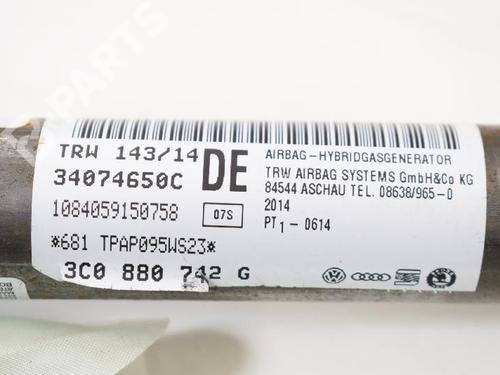 TRW 143/14
34074650C
DE
1084059150758
07S
*681 TPAP095WS23*
3C0 880 742 G
AIRBAG-HYBRIDGASGENERATOR
TRW AIRBAG SYSTEMS GmbH&Co KG
84544 ASCHAU TEL. 08638/965-0
2014
PT1-0614